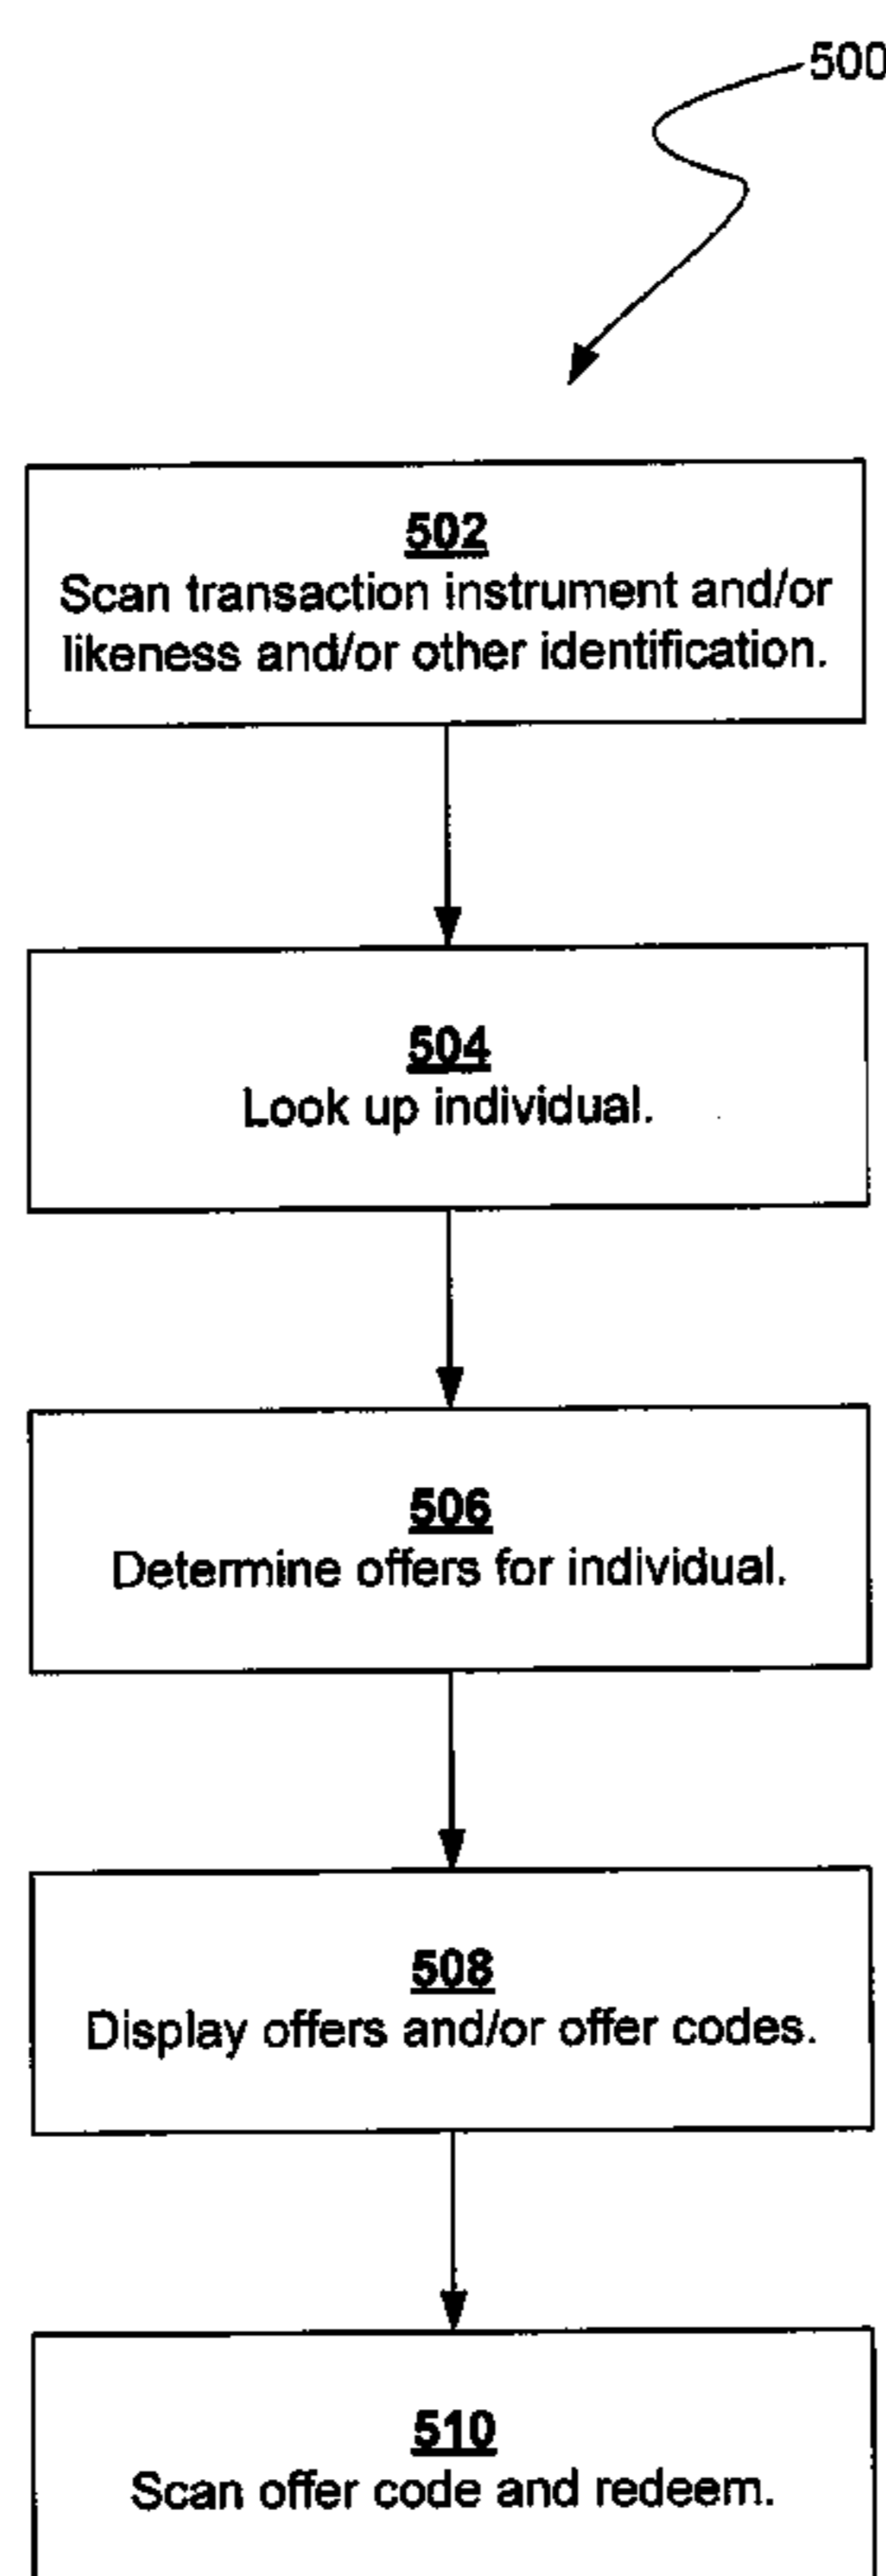 500
502
Scan transaction instrument and/or
likeness and/or other identification.
504
Look up individual.
506
Determine offers for individual.
508
Display offers and/or offer codes.
510
Scan offer code and redeem.